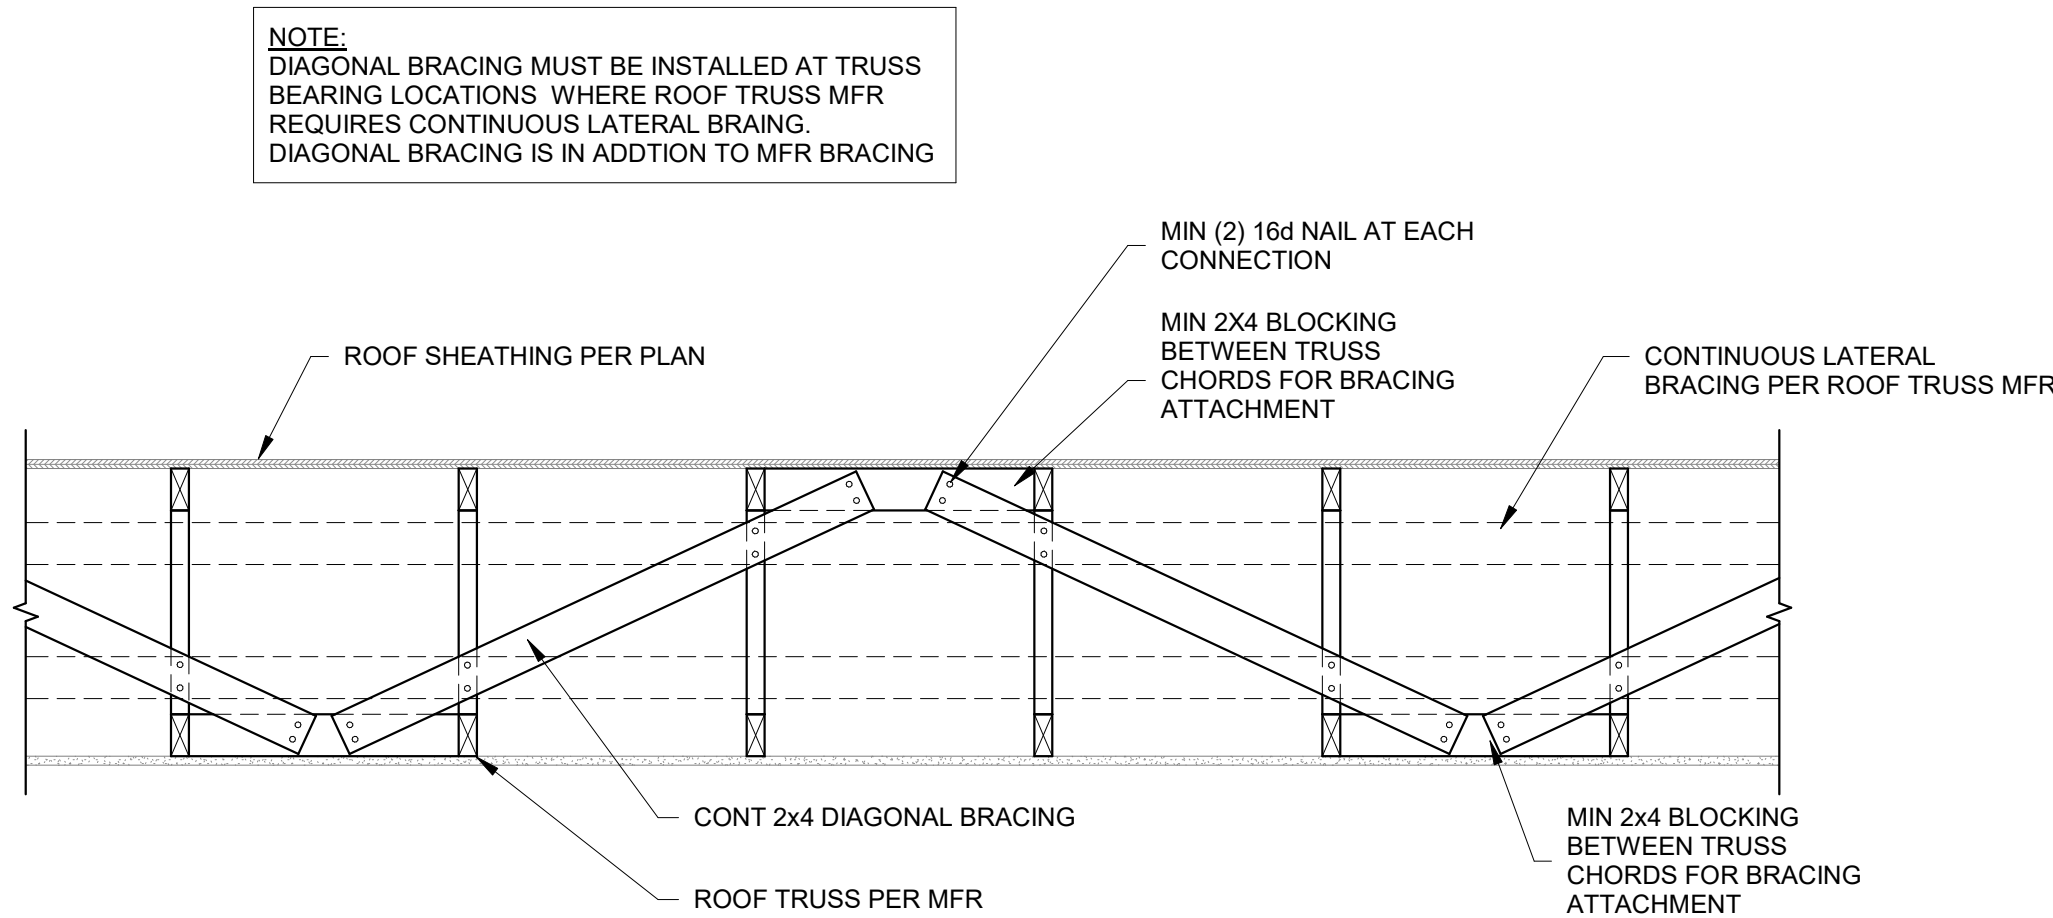 NOTE:
DIAGONAL BRACING MUST BE INSTALLED AT TRUSS
BEARING LOCATIONS WHERE ROOF TRUSS MFR
REQUIRES CONTINUOUS LATERAL BRAING.
DIAGONAL BRACING IS IN ADDTION TO MFR BRACING
MIN (2) 16d NAIL AT EACH
CONNECTION
MIN 2X4 BLOCKING
BETWEEN TRUSS
CHORDS FOR BRACING
ATTACHMENT
ROOF SHEATHING PER PLAN
CONTINUOUS LATERAL
BRACING PER ROOF TRUSS MFR
CONT 2x4 DIAGONAL BRACING
ROOF TRUSS PER MFR
MIN 2x4 BLOCKING
BETWEEN TRUSS
CHORDS FOR BRACING
ATTACHMENT